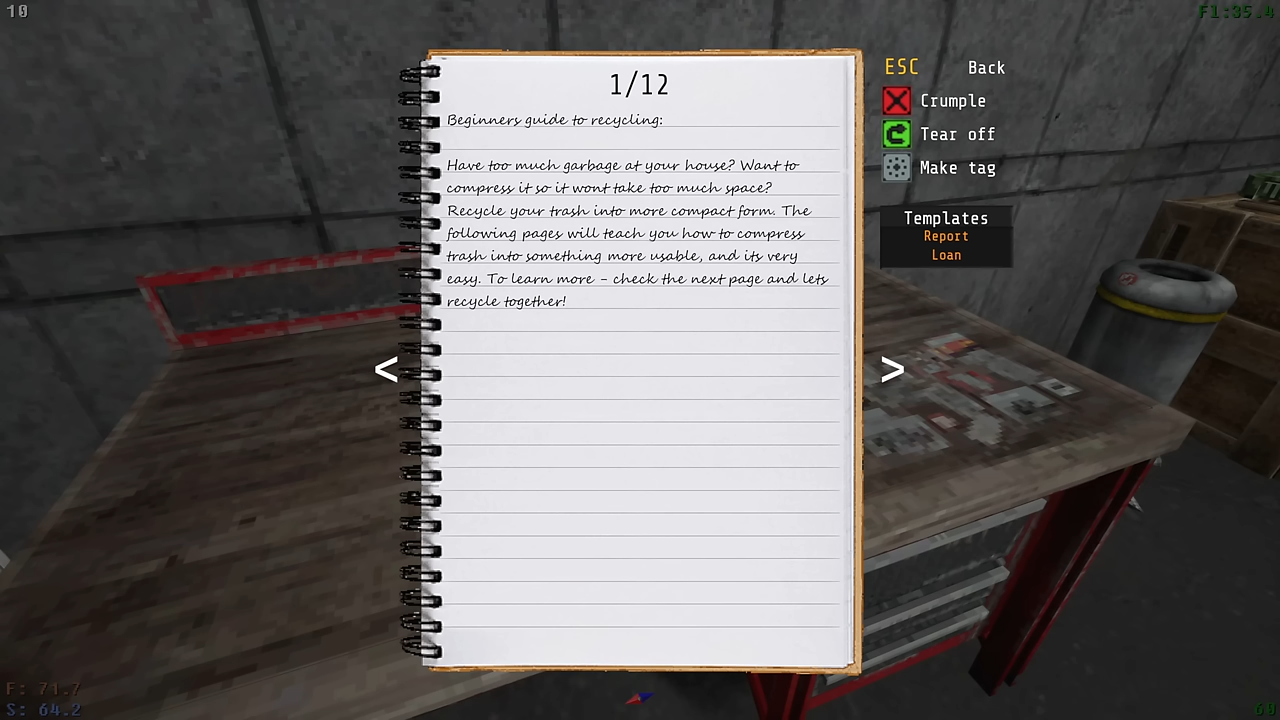 10
F1:35.4
1/12
Beginners guide to recycling:
Have too much garbage at your house? Want to
compress it so it wont take too much space?
Recycle your trash into more compact form. The
following pages will teach you how to compress
trash into something more usable, and its very
easy. To learn more - check the next page and lets
recycle together!
ESC Back
Crumple
Tear off
Make tag
Templates
Report
Loan
< >
F: 71.7
S: 64.2
69